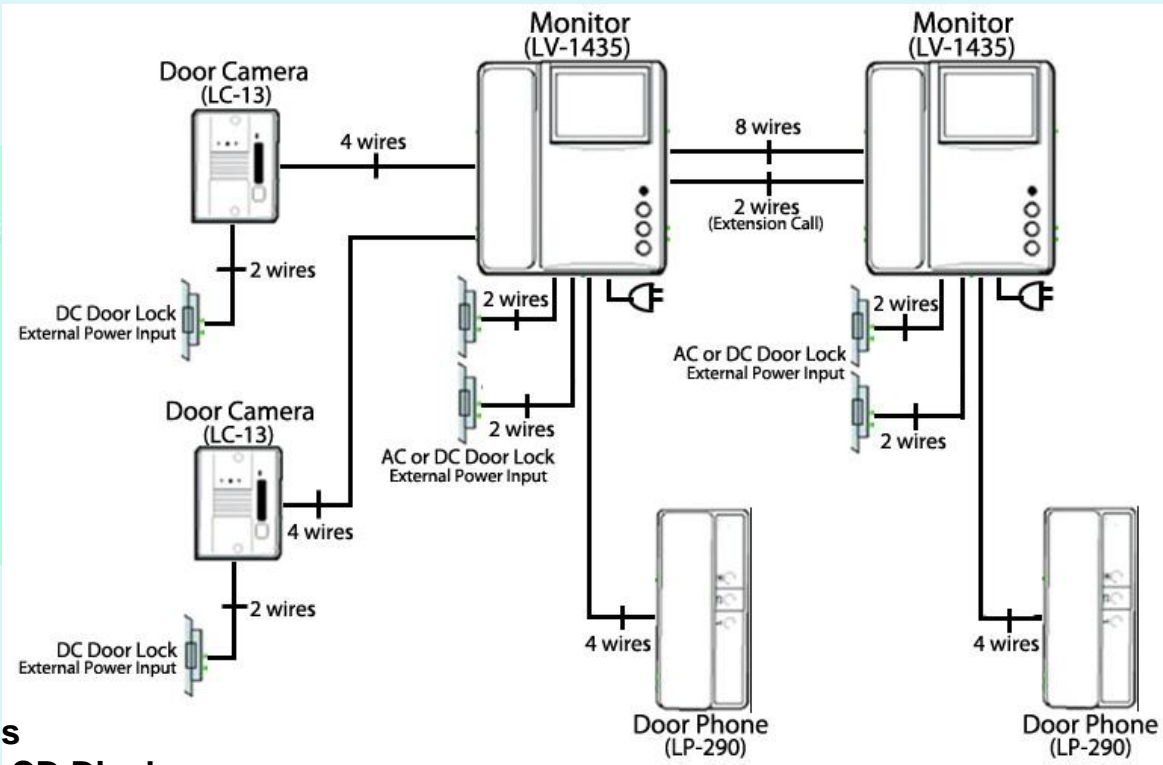 Monitor
(LV-1435)
Monitor
(LV-1435)
Door Camera
(LC-13)
4 wires
8 wires
2 wires
(Extension Call)
2 wires
DC Door Lock
External Power Input
2 wires
2 wires
AC or DC Door Lock
External Power Input
2 wires
AC or DC Door Lock
External Power Input
2 wires
Door Camera
(LC-13)
4 wires
2 wires
DC Door Lock
External Power Input
4 wires
4 wires
Door Phone
(LP-290)
Door Phone
(LP-290)
s